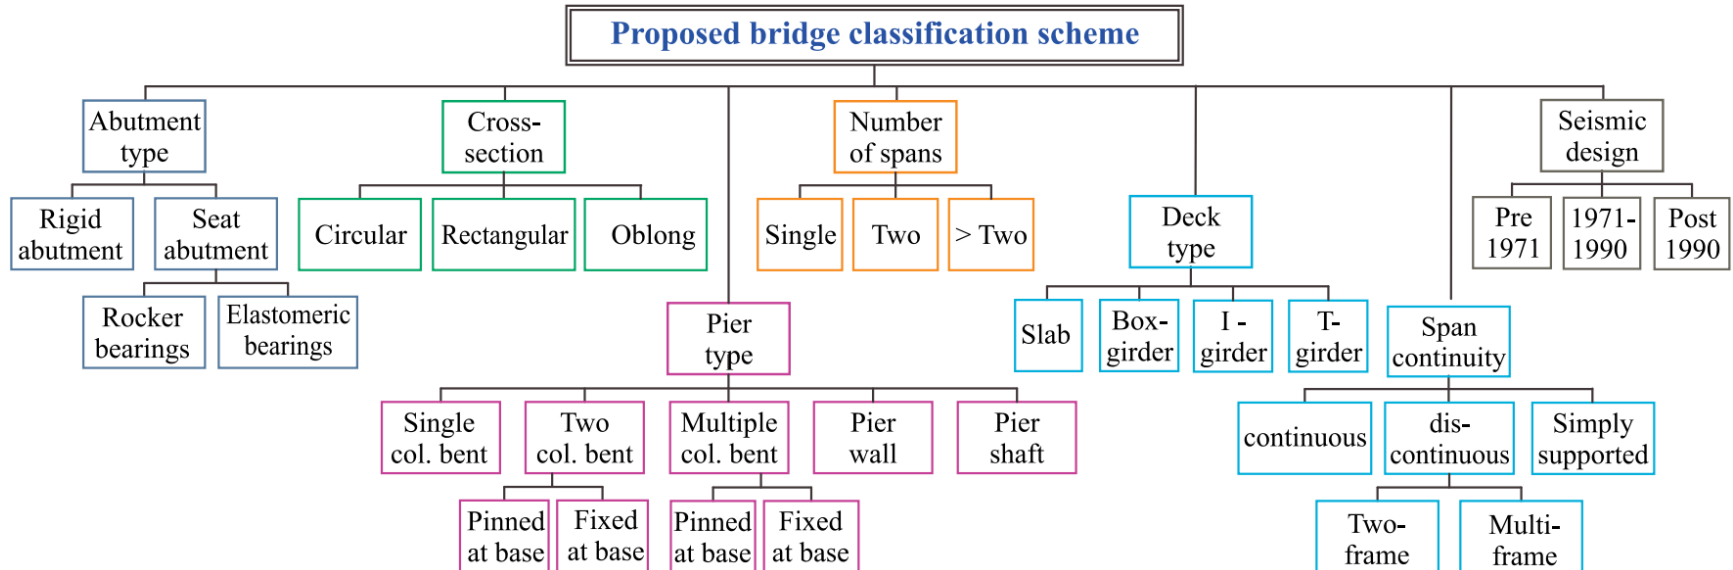 Proposed bridge classification scheme
Abutment
type
Rigid
abutment
Seat
abutment
Rocker
bearings
Elastomeric
bearings
Cross-
section
Circular
Rectangular
Oblong
Pier
type
Single
col. bent
Two
col. bent
Pinned
at base
Fixed
at base
Multiple
col. bent
Pinned
at base
Fixed
at base
Pier
wall
Pier
shaft
Number
of spans
Single
Two
> Two
Deck
type
Slab
Box-
girder
I -
girder
T-
girder
Span
continuity
continuous
dis-
continuous
Two-
frame
Multi-
frame
Simply
supported
Seismic
design
Pre
1971
1971-
1990
Post
1990